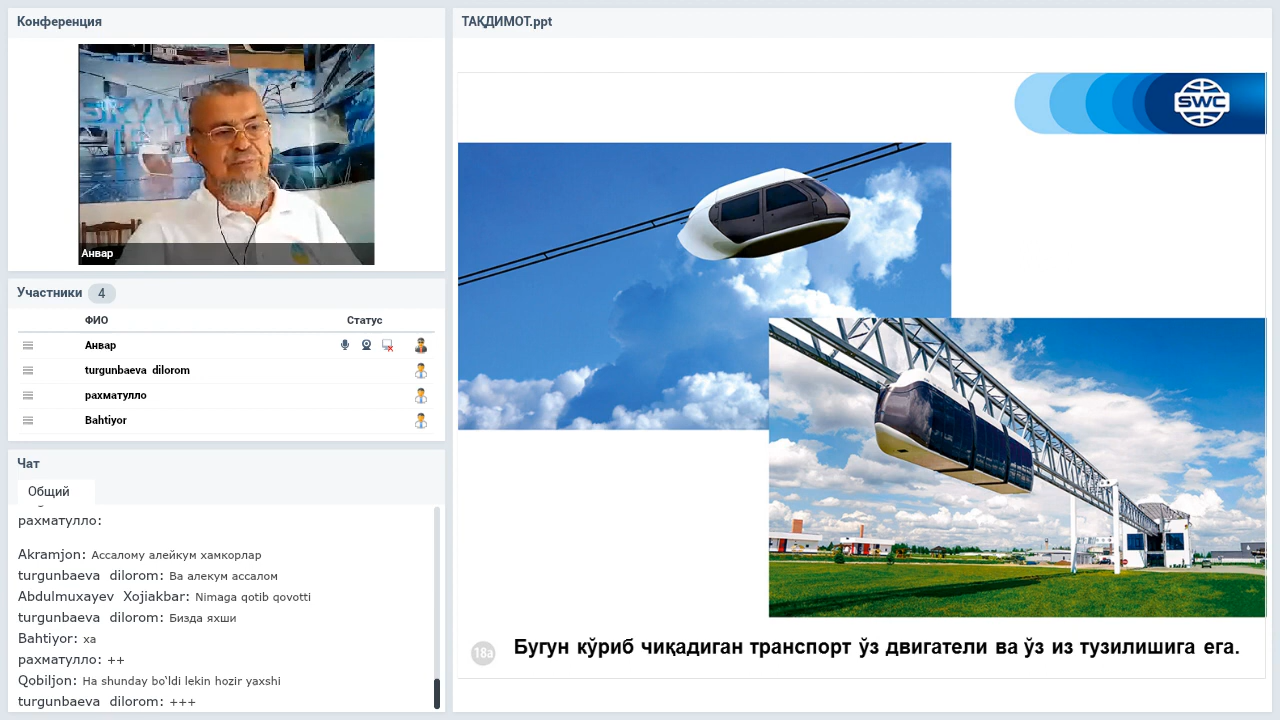 Конференция
Анвар
Участники 4
ФИО Статус
Анвар
turgunbaeva dilorom
рахматулло
Bahtiyor
Чат
Общий
рахматулло:
Akramjon: Ассалому алейкум хамкорлар
turgunbaeva dilorom: Ва алекум ассалом
Abdulmuxayev Xojiakbar: Nimaga qotib qovotti
turgunbaeva dilorom: Бизда яхши
Bahtiyor: ха
рахматулло: ++
Qobiljon: Ha shunday bo'ldi lekin hozir yaxshi
turgunbaeva dilorom: +++
ТАҚДИМОТ.ppt
SWC
18a
Бугун кўриб чиқадиган транспорт ўз двигатели ва ўз из тузилишига ега.